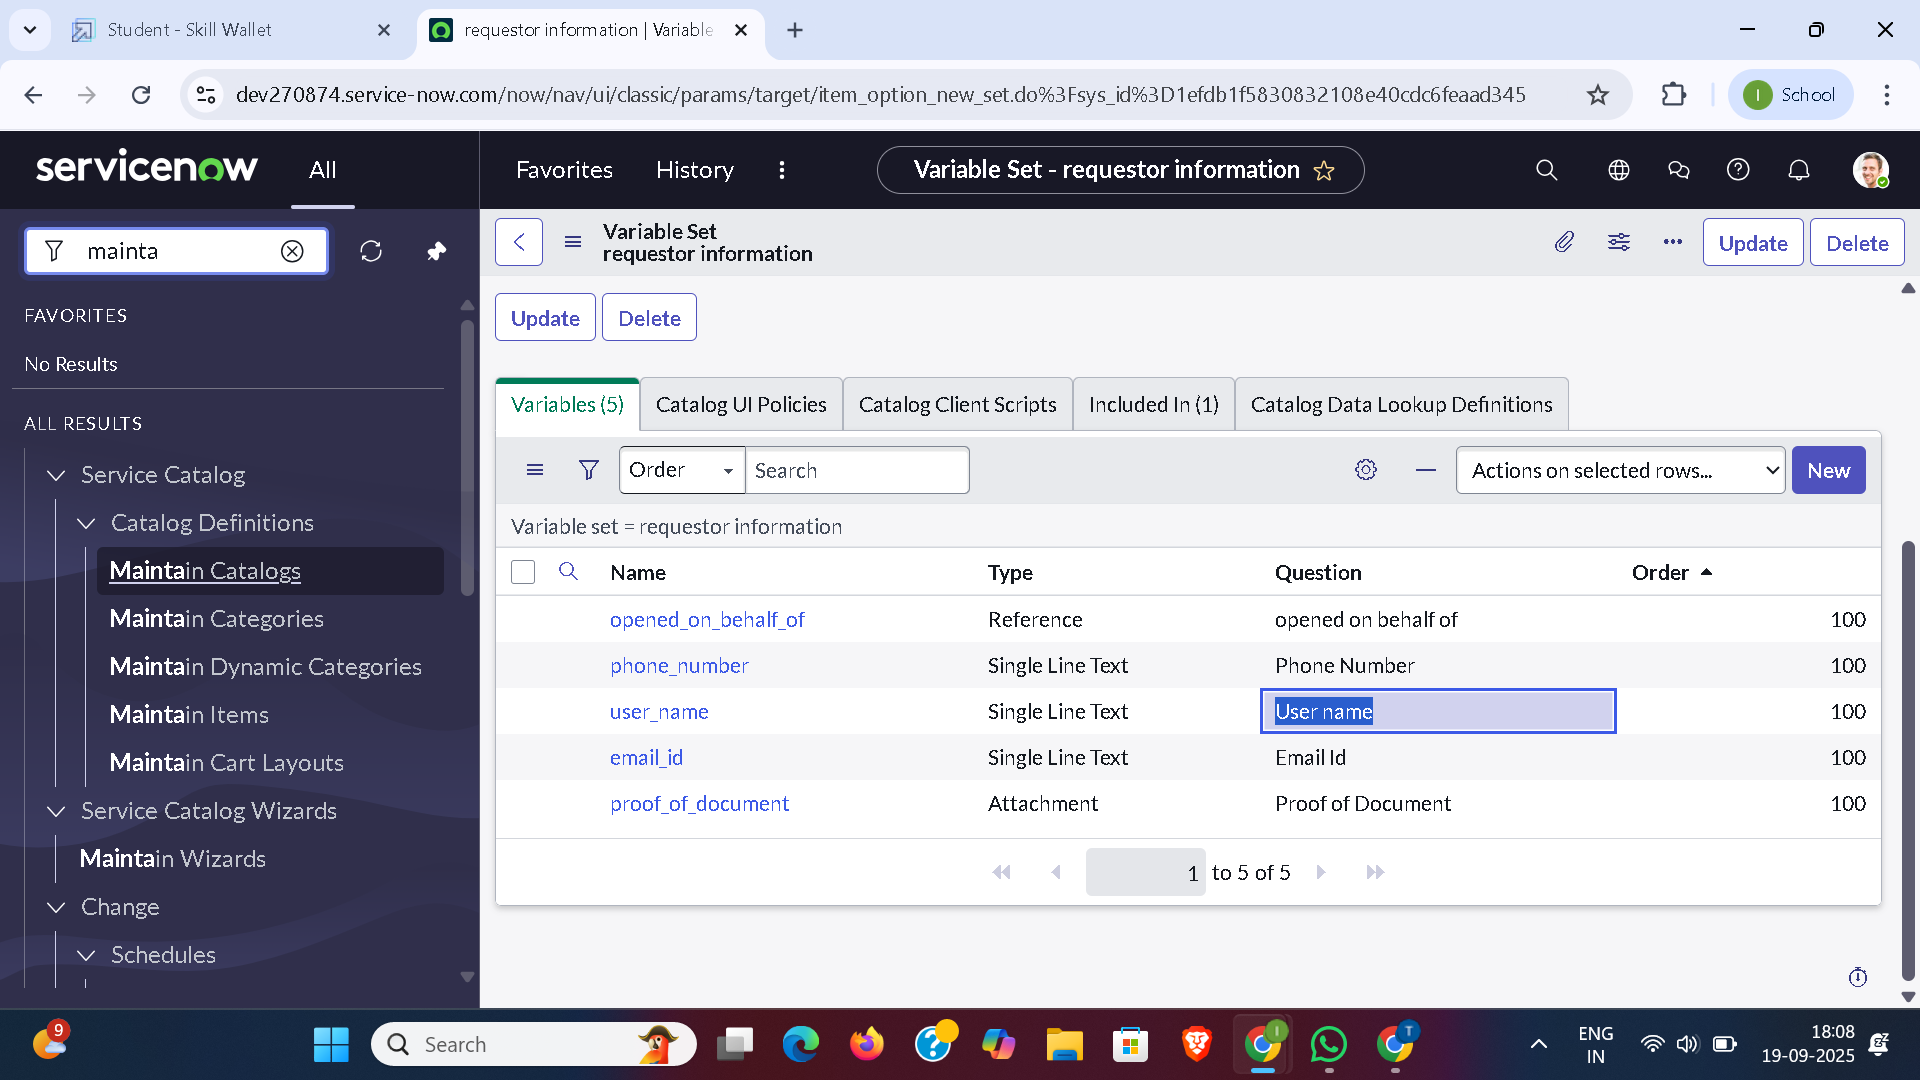 Student - Skill Wallet
requestor information | Variable
dev270874.service-now.com/now/nav/ui/classic/params/target/item_option_new_set.do%3Fsys_id%3D1efdb1f5830832108e40cdc6feaad345
I School
servicenow
All
Favorites
History
Variable Set - requestor information
mainta
FAVORITES
No Results
ALL RESULTS
Service Catalog
Catalog Definitions
Maintain Catalogs
Maintain Categories
Maintain Dynamic Categories
Maintain Items
Maintain Cart Layouts
Service Catalog Wizards
Maintain Wizards
Change
Schedules
Variable Set
requestor information
Update
Delete
Update
Delete
Variables (5)
Catalog UI Policies
Catalog Client Scripts
Included In (1)
Catalog Data Lookup Definitions
Order
Search
Actions on selected rows...
New
Variable set = requestor information
Name Type Question Order
opened_on_behalf_of Reference opened on behalf of 100
phone_number Single Line Text Phone Number 100
user_name Single Line Text User name 100
email_id Single Line Text Email Id 100
proof_of_document Attachment Proof of Document 100
1 to 5 of 5
9
Search
I
T
ENG
IN
18:08
19-09-2025